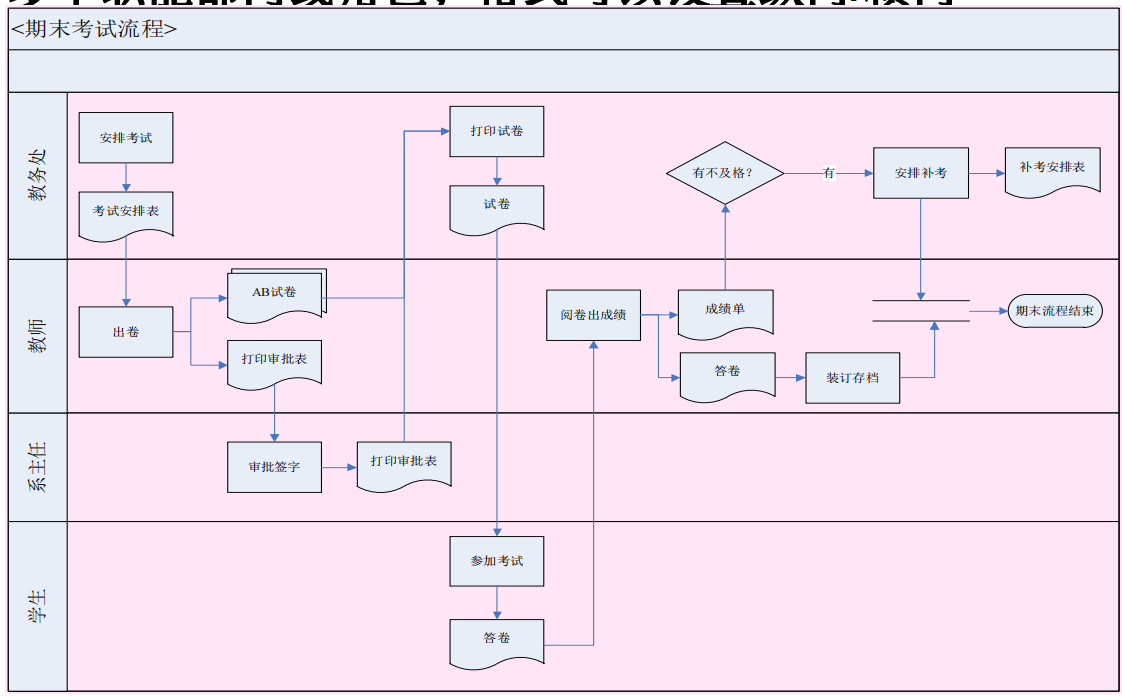 <期末考试流程>
教务处
安排考试
考试安排表
打印试卷
试卷
有不及格?
有
安排补考
补考安排表
教师
出卷
AB试卷
打印审批表
阅卷出成绩
成绩单
答卷
装订存档
期末流程结束
系主任
审批签字
打印审批表
学生
参加考试
答卷